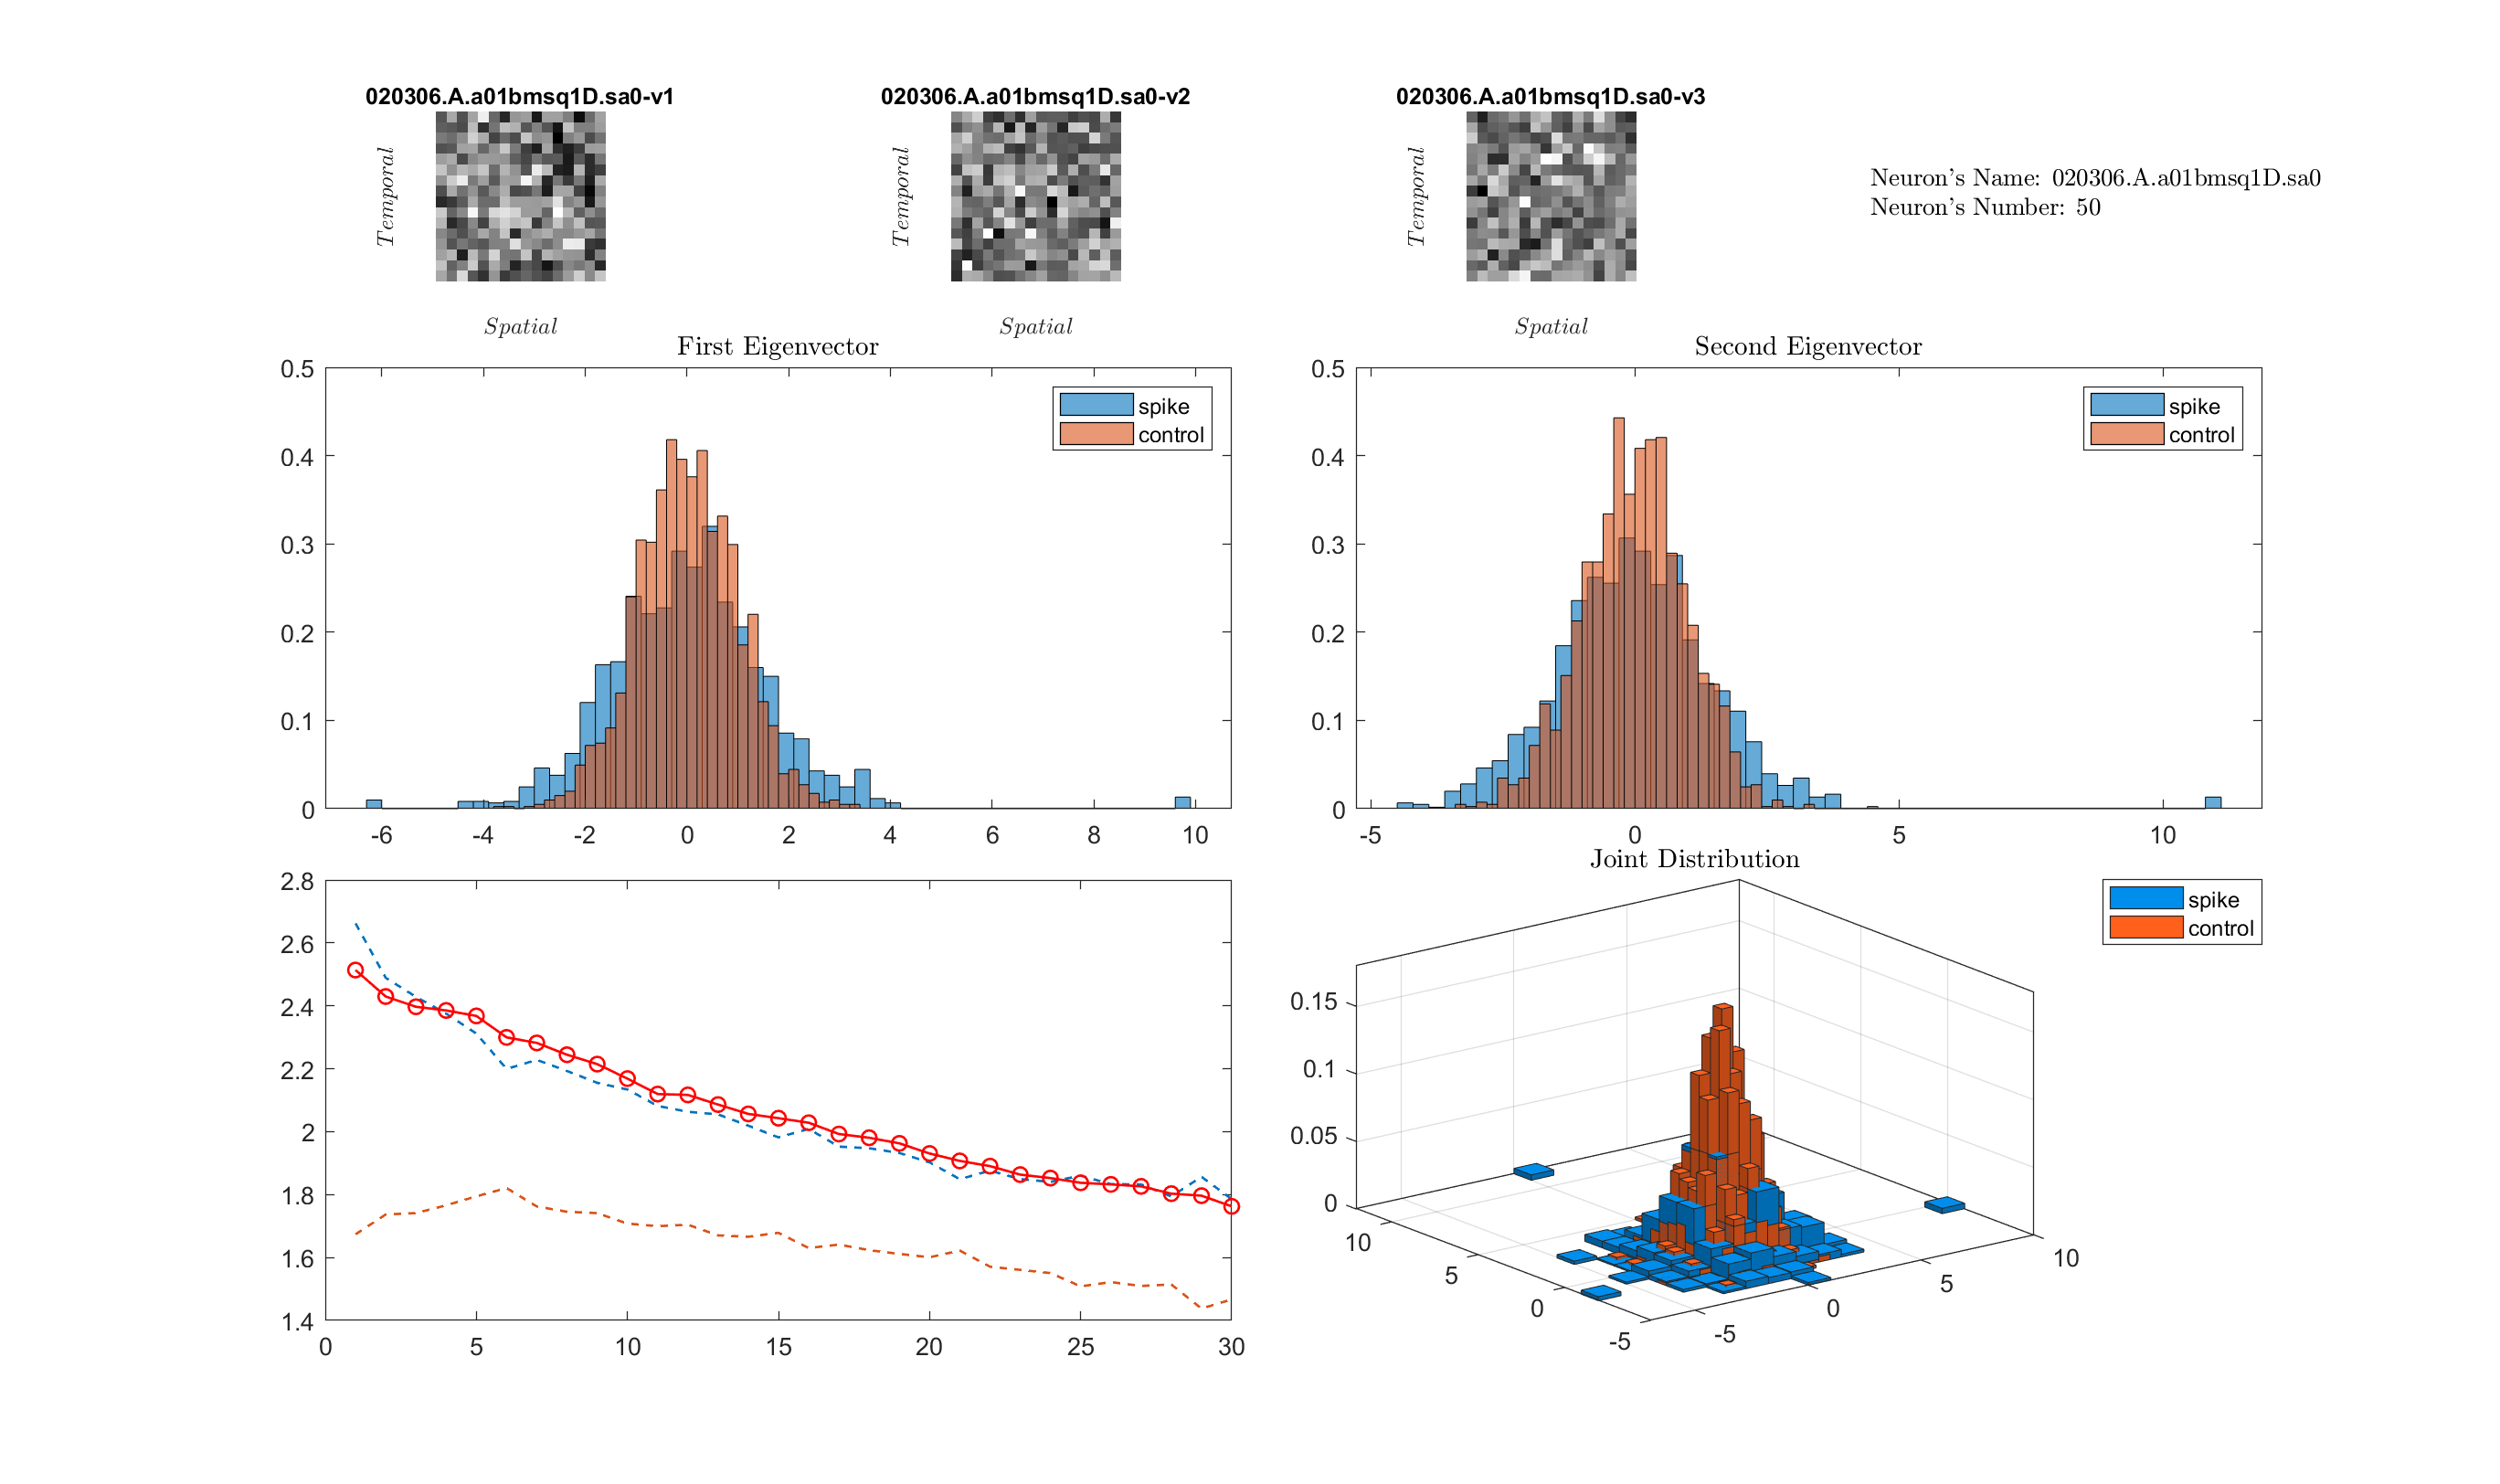 020306.A.a01bmsq1D.sa0-v1
020306.A.a01bmsq1D.sa0-v2
020306.A.a01bmsq1D.sa0-v3
Temporal
Temporal
Temporal
Neuron's Name: 020306.A.a01bmsq1D.sa0
Neuron's Number: 50
Spatial
Spatial
Spatial
First Eigenvector
0.5
0.4
0.3
0.2
0.1
0
-6 -4 -2 0 2 4 6 8 10
spike
control
Second Eigenvector
0.5
0.4
0.3
0.2
0.1
0
-5 0 5 10
spike
control
2.8
2.6
2.4
2.2
2
1.8
1.6
1.4
0 5 10 15 20 25 30
Joint Distribution
spike
control
0.15
0.1
0.05
0
10
5
0
-5
-5
0
5
10